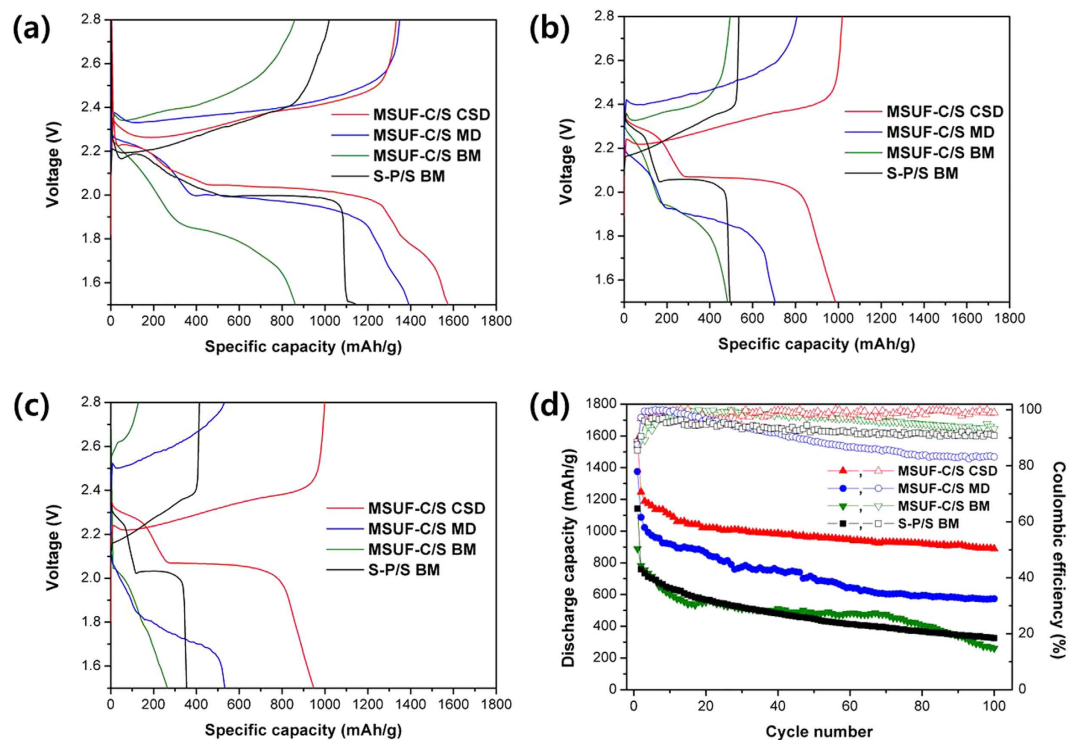 (a)
2.8
2.6
2.4
2.2
2.0
1.8
1.6
Voltage (V)
MSUF-C/S CSD
MSUF-C/S MD
MSUF-C/S BM
S-P/S BM
0 200 400 600 800 1000 1200 1400 1600 1800
Specific capacity (mAh/g)
(b)
2.8
2.6
2.4
2.2
2.0
1.8
1.6
Voltage (V)
MSUF-C/S CSD
MSUF-C/S MD
MSUF-C/S BM
S-P/S BM
0 200 400 600 800 1000 1200 1400 1600 1800
Specific capacity (mAh/g)
(c)
2.8
2.6
2.4
2.2
2.0
1.8
1.6
Voltage (V)
MSUF-C/S CSD
MSUF-C/S MD
MSUF-C/S BM
S-P/S BM
0 200 400 600 800 1000 1200 1400 1600 1800
Specific capacity (mAh/g)
(d)
1800
1600
1400
1200
1000
800
600
400
200
0
Discharge capacity (mAh/g)
, MSUF-C/S CSD
, MSUF-C/S MD
, MSUF-C/S BM
, S-P/S BM
100
90
80
70
60
50
40
30
20
10
0
Coulombic efficiency (%)
0 20 40 60 80 100
Cycle number